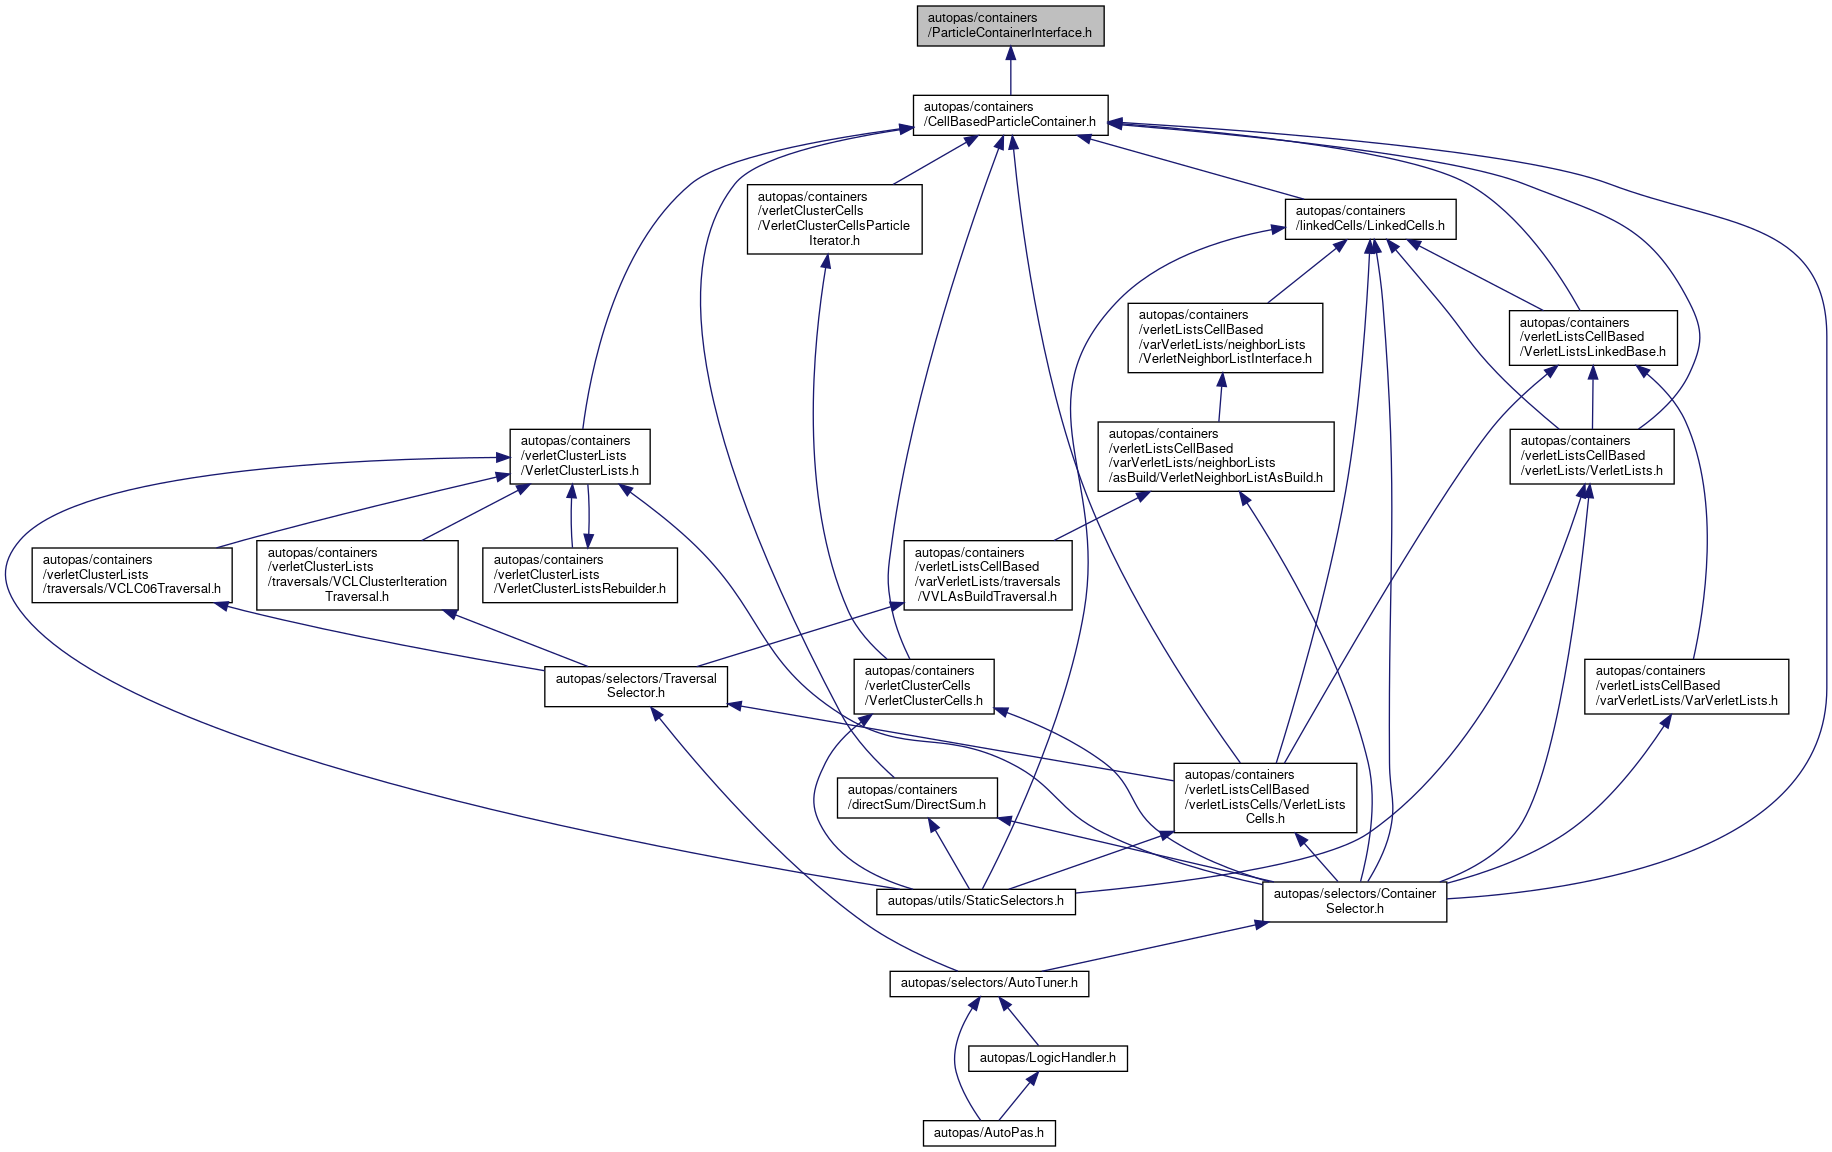 autopas/containers
/ParticleContainerInterface.h
autopas/containers
/CellBasedParticleContainer.h
autopas/containers
/verletClusterCells
/VerletClusterCellsParticle
Iterator.h
autopas/containers
/linkedCells/LinkedCells.h
autopas/containers
/verletListsCellBased
/varVerletLists/neighborLists
/VerletNeighborListInterface.h
autopas/containers
/verletListsCellBased
/VerletListsLinkedBase.h
autopas/containers
/verletClusterLists
/VerletClusterLists.h
autopas/containers
/verletListsCellBased
/varVerletLists/neighborLists
/asBuild/VerletNeighborListAsBuild.h
autopas/containers
/verletListsCellBased
/verletLists/VerletLists.h
autopas/containers
/verletClusterLists
/traversals/VCLC06Traversal.h
autopas/containers
/verletClusterLists
/traversals/VCLClusterIteration
Traversal.h
autopas/containers
/verletClusterLists
/VerletClusterListsRebuilder.h
autopas/containers
/verletListsCellBased
/varVerletLists/traversals
/VVLAsBuildTraversal.h
autopas/selectors/Traversal
Selector.h
autopas/containers
/verletClusterCells
/VerletClusterCells.h
autopas/containers
/verletListsCellBased
/varVerletLists/VarVerletLists.h
autopas/containers
/directSum/DirectSum.h
autopas/containers
/verletListsCellBased
/verletListsCells/VerletLists
Cells.h
autopas/utils/StaticSelectors.h
autopas/selectors/Container
Selector.h
autopas/selectors/AutoTuner.h
autopas/LogicHandler.h
autopas/AutoPas.h